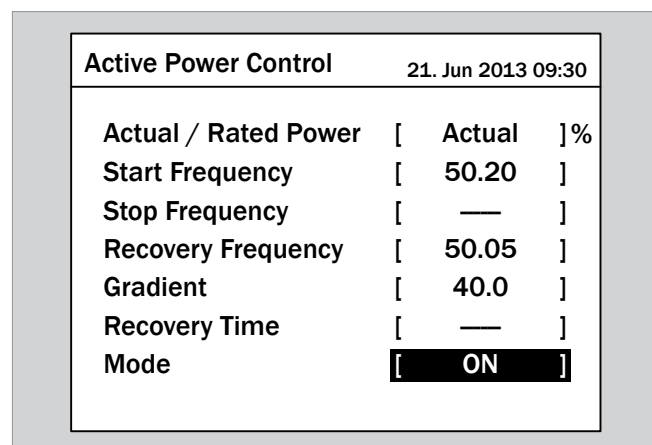 Active Power Control 21. Jun 2013 09:30
Actual / Rated Power [ Actual ]%
Start Frequency [ 50.20 ]
Stop Frequency [ —— ]
Recovery Frequency [ 50.05 ]
Gradient [ 40.0 ]
Recovery Time [ —— ]
Mode [ ON ]